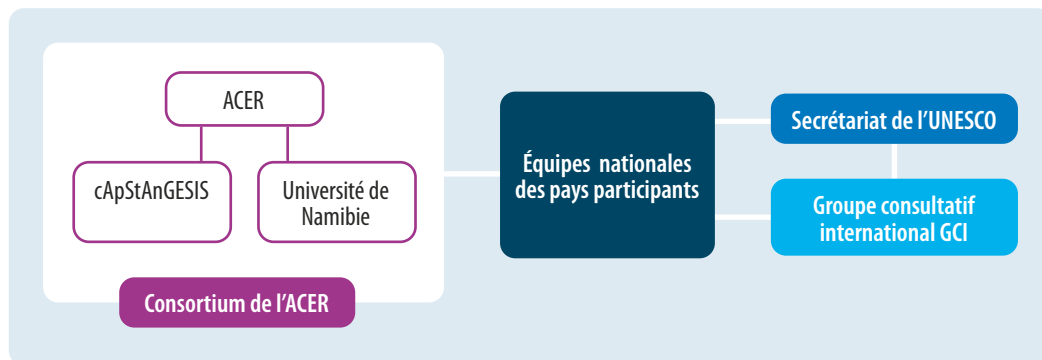 ACER
cApStAnGESIS
Université de
Namibie
Consortium de l’ACER
Équipes nationales
des pays participants
Secrétariat de l’UNESCO
Groupe consultatif
international GCI